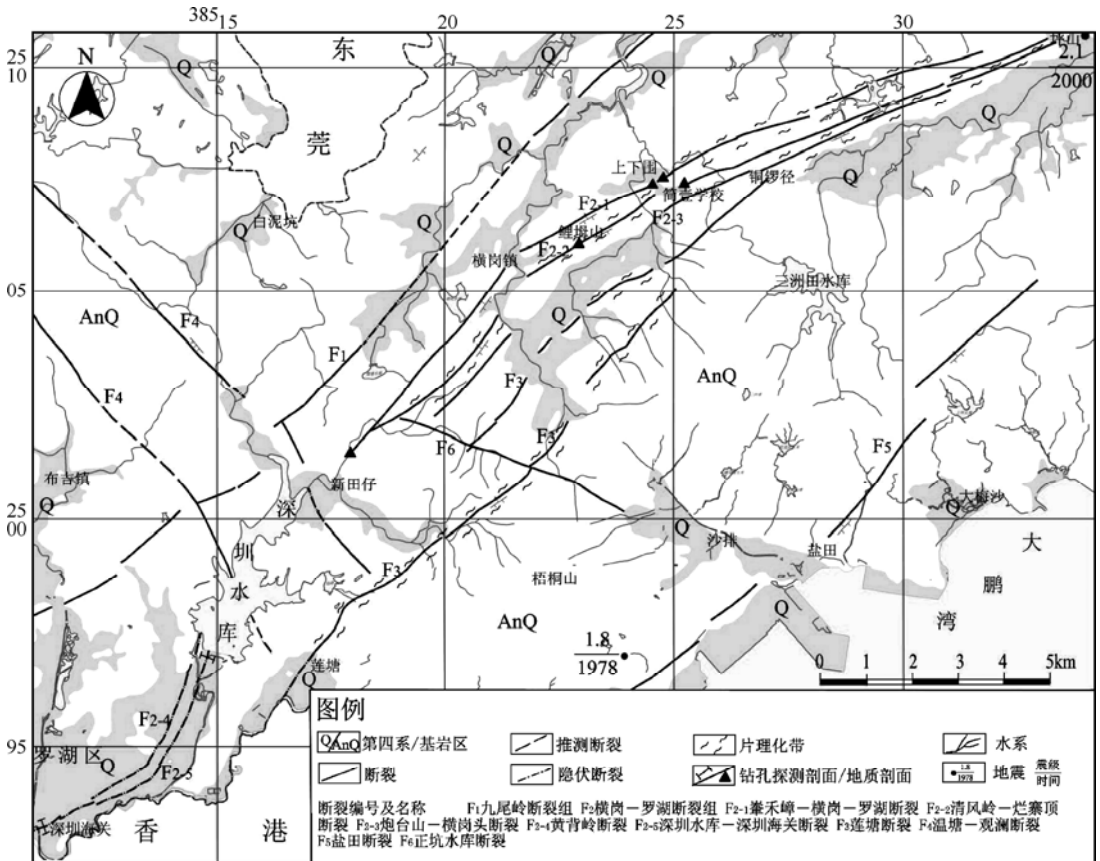 385
15 20 25 30
25
10
N
东
莞
Q
Q
Q
Q
2.1
2000
上下围
铜锣径
Q
Q
F2-1
F2-3
白泥坑
Q
Q
鲤坶山
F2-2
横岗镇
三洲田水库
05
AnQ
F4
Q
F1
AnQ
F3
F4
F3
F6
F5
布吉镇
新田仔
Q
深
大梅沙
Q
00
Q
圳
沙排
盐田
大
F3
梧桐山
水
鹏
Q
库
AnQ
湾
1.8
1978
莲塘
Q
0 1 2 3 4 5km
F2-4
图例
Q/AnQ 第四系/基岩区 推测断裂 片理化带 水系
95
罗湖区
Q
F2-5
断裂 隐伏断裂 钻孔探测剖面/地质剖面 1.8 1978 地震 震级 时间
断裂编号及名称 F1九尾岭断裂组 F2横岗－罗湖断裂组 F2-1峯禾嶂－横岗－罗湖断裂 F2-2清风岭－烂寨顶
深圳海关
断裂 F2-3炮台山－横岗头断裂 F2-4黄背岭断裂 F2-5深圳水库－深圳海关断裂 F3莲塘断裂 F4温塘－观澜断裂
香 港
F5盐田断裂 F6正坑水库断裂